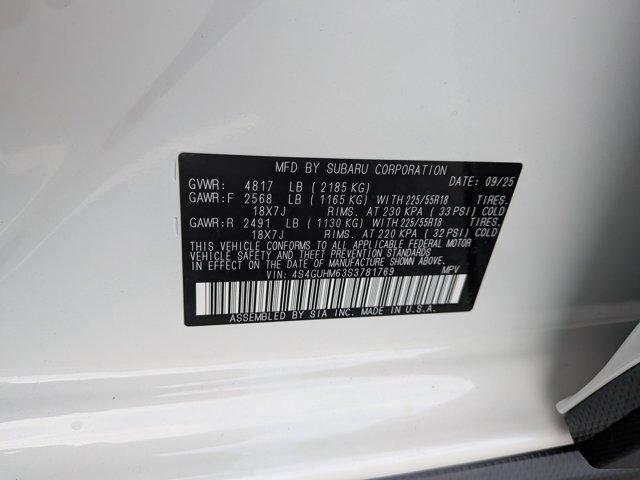 MFD BY SUBARU CORPORATION
GVWR: 4817 LB (2185 KG) DATE: 09/25
GAWR:F 2568 LB (1165 KG) WITH 225/55R18 TIRES.
18X7J RIMS. AT 230 KPA (33 PSI) COLD
GAWR:R 2491 LB (1130 KG) WITH 225/55R18 TIRES.
18X7J RIMS. AT 220 KPA (32 PSI) COLD
THIS VEHICLE CONFORMS TO ALL APPLICABLE FEDERAL MOTOR
VEHICLE SAFETY AND THEFT PREVENTION STANDARDS
IN EFFECT ON THE DATE OF MANUFACTURE SHOWN ABOVE.
VIN: 4S4GUHM63S3781769 MPV
ASSEMBLED BY SIA INC. MADE IN U.S.A.